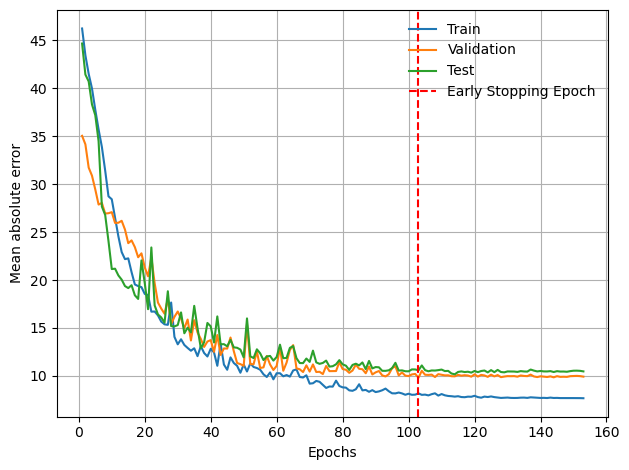 Train
Validation
Test
Early Stopping Epoch
Mean absolute error
45
40
35
30
25
20
15
10
0 20 40 60 80 100 120 140 160
Epochs